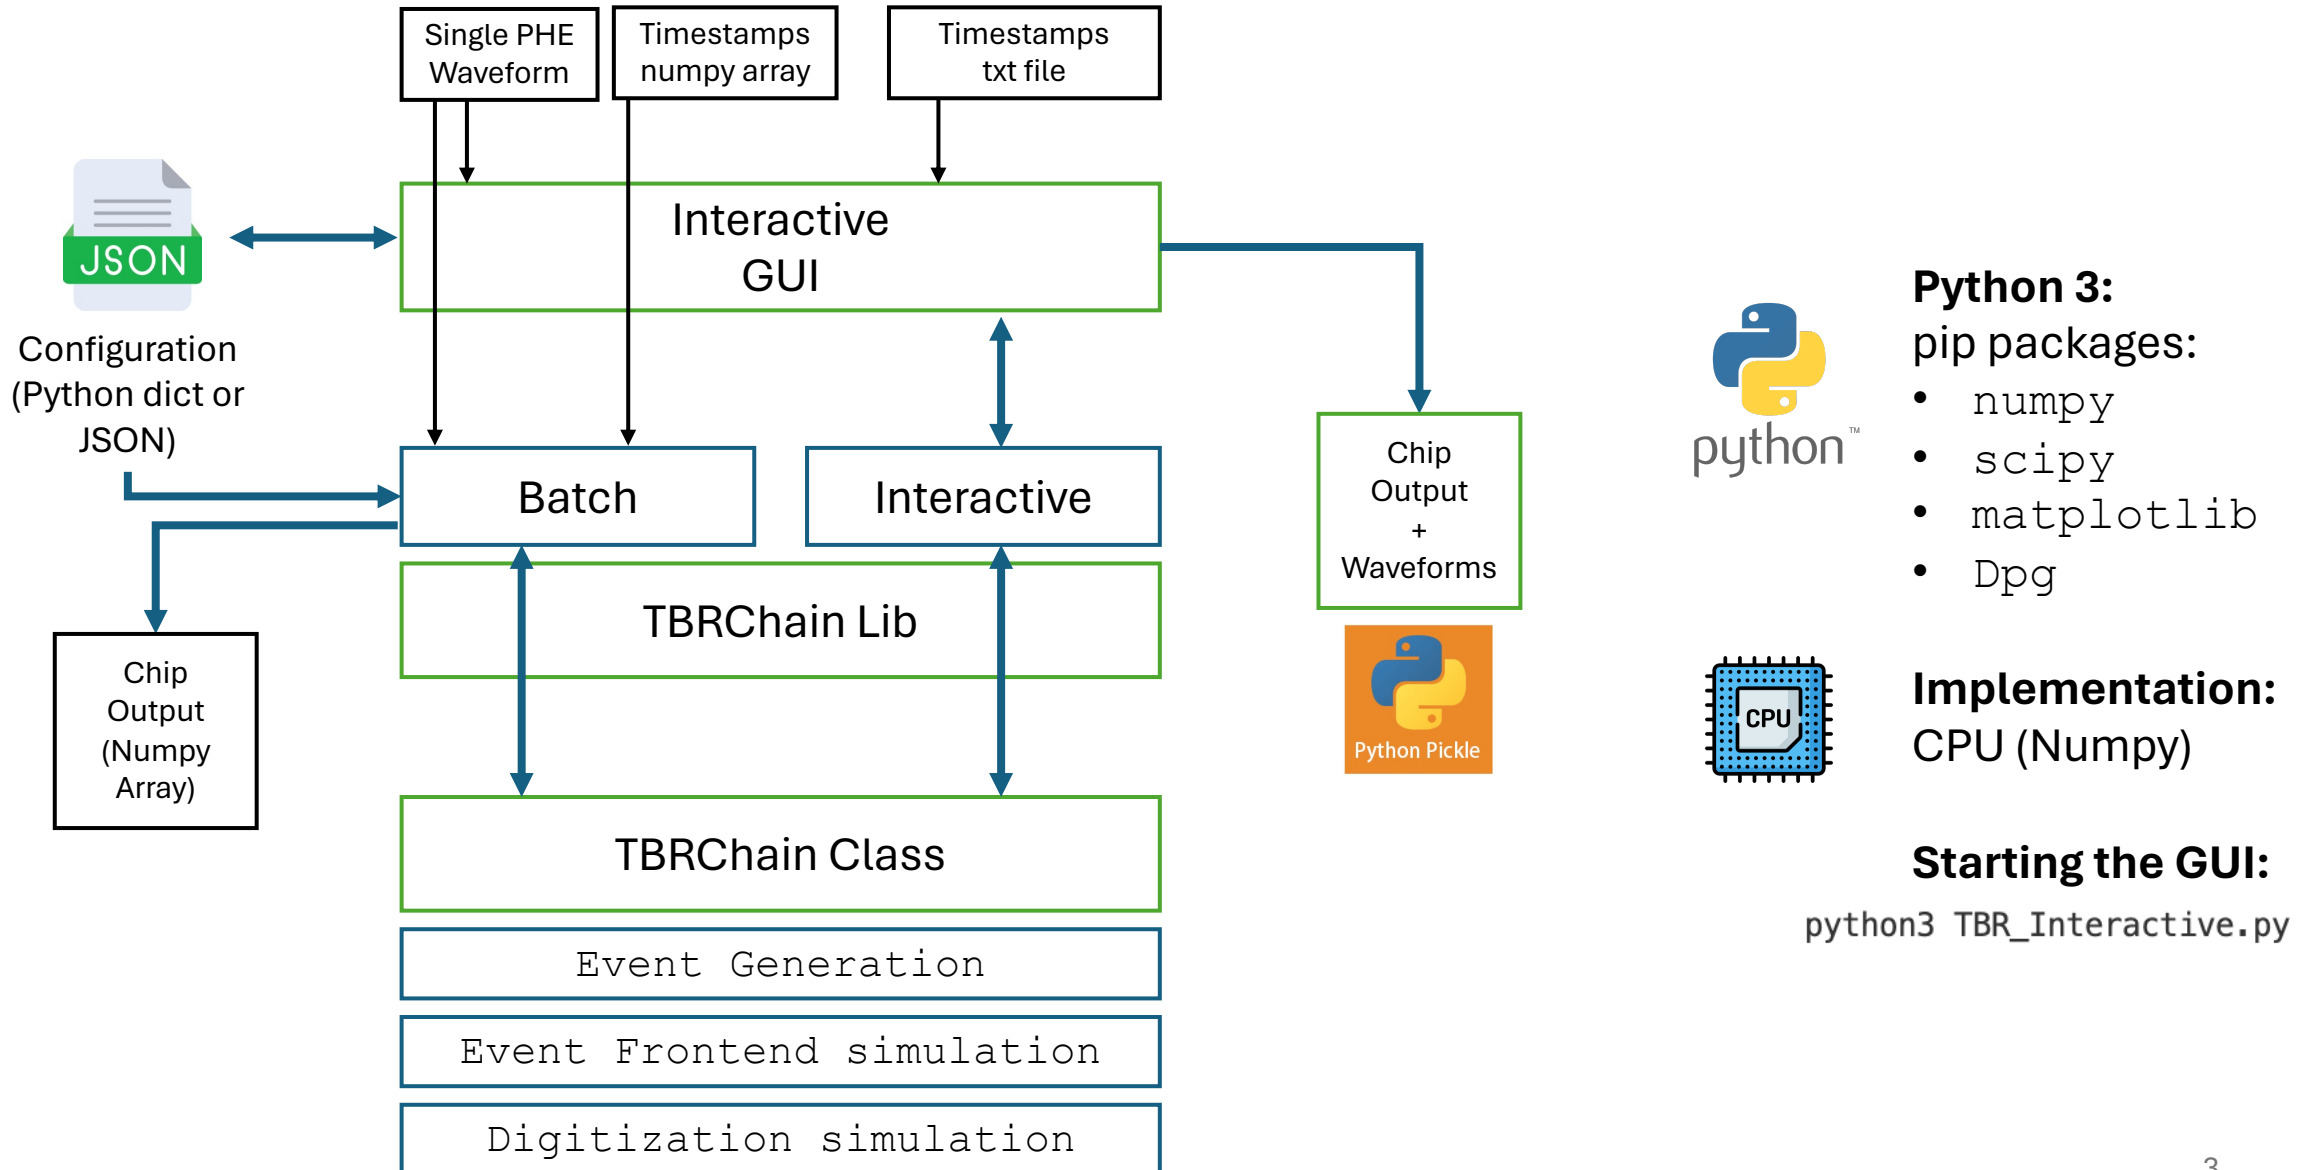 Single PHE
Waveform
Timestamps
numpy array
Timestamps
txt file
JSON
Configuration
(Python dict or
JSON)
Interactive
GUI
Batch
Interactive
TBRChain Lib
Chip
Output
(Numpy
Array)
TBRChain Class
Event Generation
Event Frontend simulation
Digitization simulation
Chip
Output
+
Waveforms
Python Pickle
python™
Python 3:
pip packages:
• numpy
• scipy
• matplotlib
• Dpg
CPU
Implementation:
CPU (Numpy)
Starting the GUI:
python3 TBR_Interactive.py
3